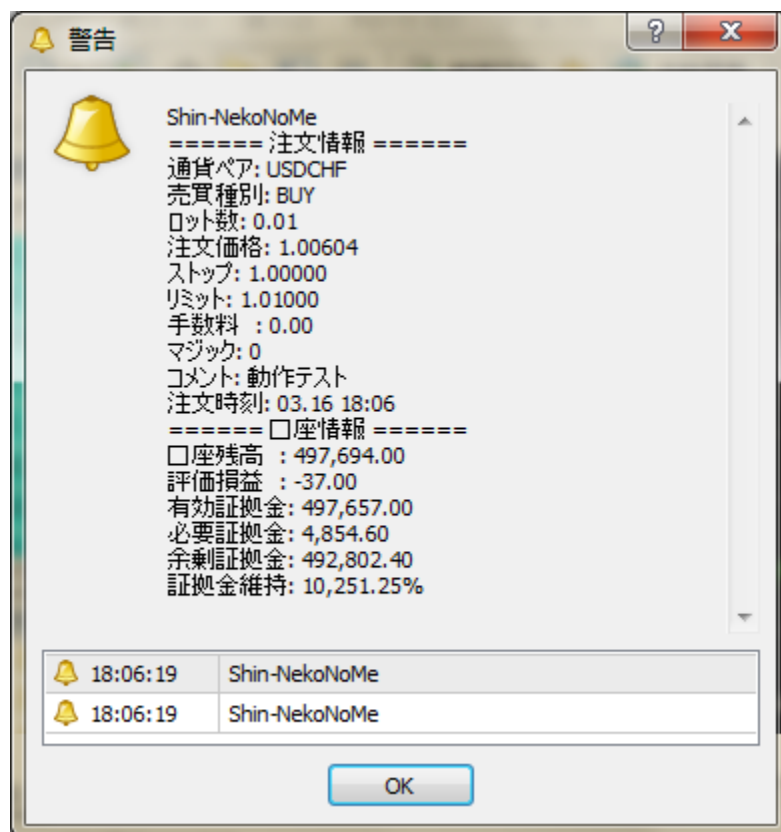 警告
Shin-NekoNoMe
====== 注文情報 ======
通貨ペア: USDCHF
売買種別: BUY
ロット数: 0.01
注文価格: 1.00604
ストップ: 1.00000
リミット: 1.01000
手数料 : 0.00
マジック: 0
コメント: 動作テスト
注文時刻: 03.16 18:06
====== 口座情報 ======
口座残高 : 497,694.00
評価損益 : -37.00
有効証拠金: 497,657.00
必要証拠金: 4,854.60
余剰証拠金: 492,802.40
証拠金維持: 10,251.25%
18:06:19 Shin-NekoNoMe
18:06:19 Shin-NekoNoMe
OK